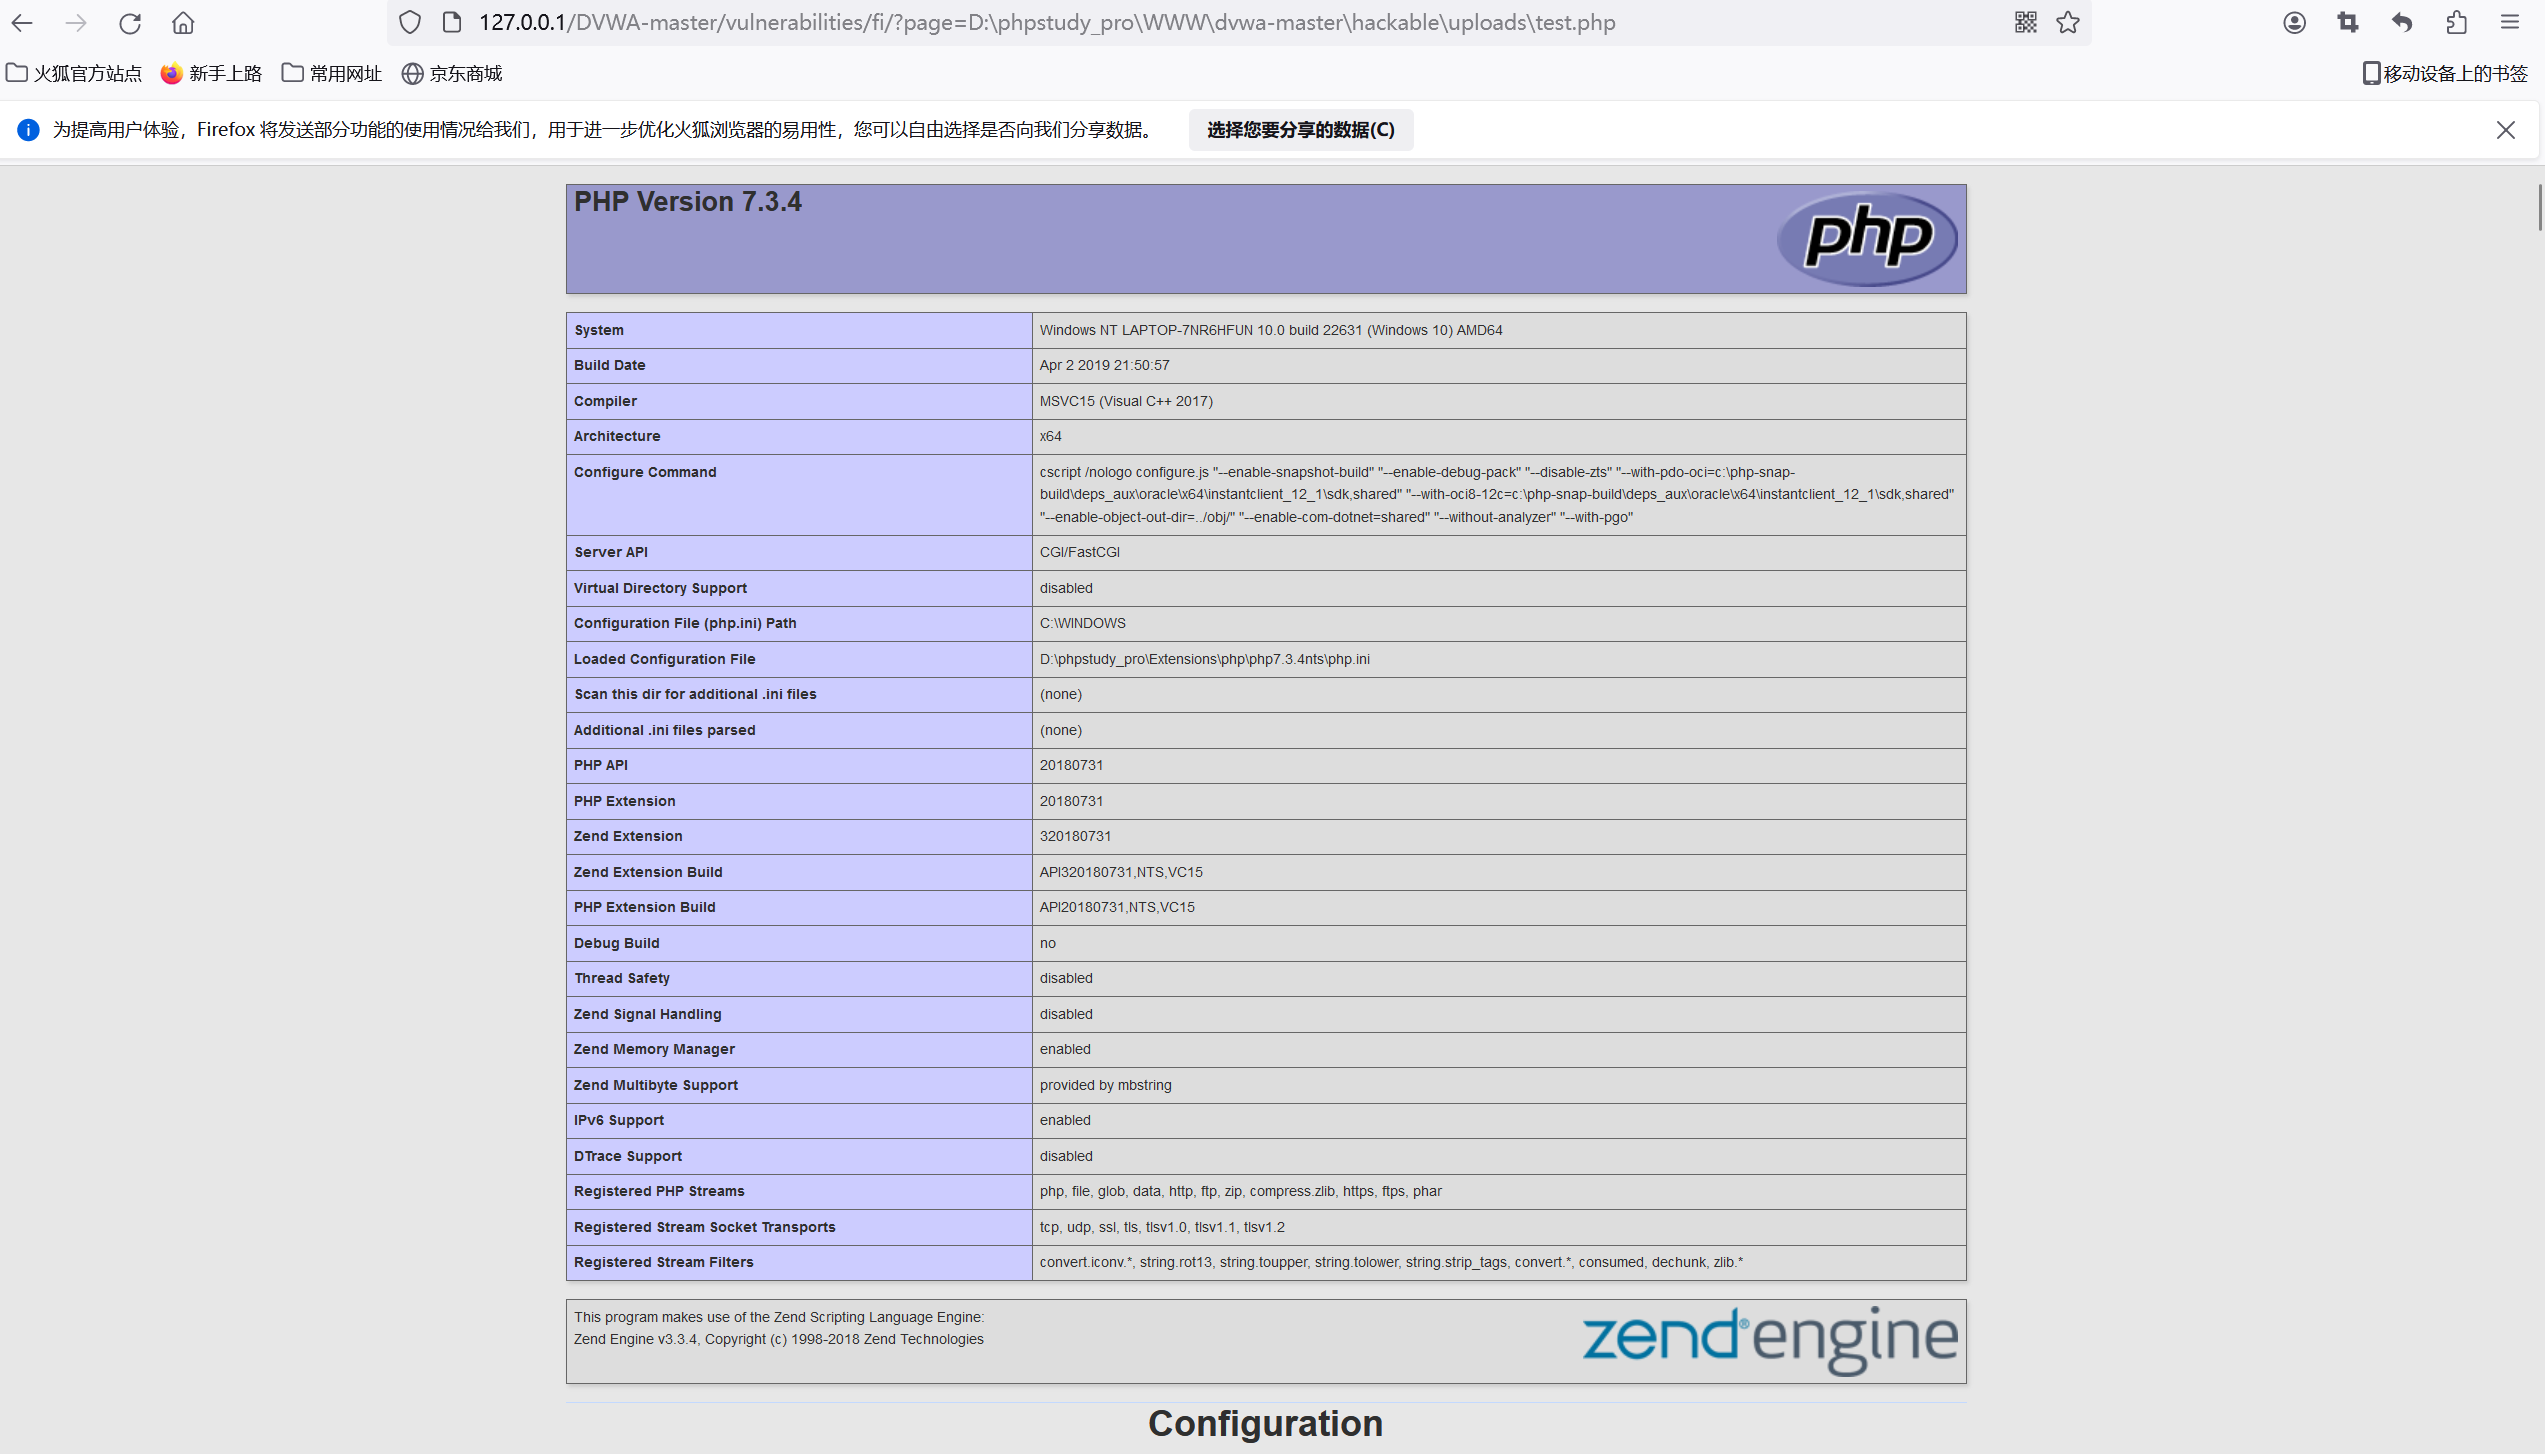 127.0.0.1/DVWA-master/vulnerabilities/fi/?page=D:\phpstudy_pro\WWW\dvwa-master\hackable\uploads\test.php
火狐官方站点 新手上路 常用网址 京东商城 移动设备上的书签
为提高用户体验，Firefox 将发送部分功能的使用情况给我们，用于进一步优化火狐浏览器的易用性，您可以自由选择是否向我们分享数据。 选择您要分享的数据(C)
PHP Version 7.3.4
php
System Windows NT LAPTOP-7NR6HFUN 10.0 build 22631 (Windows 10) AMD64
Build Date Apr 2 2019 21:50:57
Compiler MSVC15 (Visual C++ 2017)
Architecture x64
Configure Command cscript /nologo configure.js "--enable-snapshot-build" "--enable-debug-pack" "--disable-zts" "--with-pdo-oci=c:\php-snap-
build\deps_aux\oracle\x64\instantclient_12_1\sdk,shared" "--with-oci8-12c=c:\php-snap-build\deps_aux\oracle\x64\instantclient_12_1\sdk,shared"
"--enable-object-out-dir=../obj/" "--enable-com-dotnet=shared" "--without-analyzer" "--with-pgo"
Server API CGI/FastCGI
Virtual Directory Support disabled
Configuration File (php.ini) Path C:\WINDOWS
Loaded Configuration File D:\phpstudy_pro\Extensions\php\php7.3.4nts\php.ini
Scan this dir for additional .ini files (none)
Additional .ini files parsed (none)
PHP API 20180731
PHP Extension 20180731
Zend Extension 320180731
Zend Extension Build API320180731,NTS,VC15
PHP Extension Build API20180731,NTS,VC15
Debug Build no
Thread Safety disabled
Zend Signal Handling disabled
Zend Memory Manager enabled
Zend Multibyte Support provided by mbstring
IPv6 Support enabled
DTrace Support disabled
Registered PHP Streams php, file, glob, data, http, ftp, zip, compress.zlib, https, ftps, phar
Registered Stream Socket Transports tcp, udp, ssl, tls, tlsv1.0, tlsv1.1, tlsv1.2
Registered Stream Filters convert.iconv.*, string.rot13, string.toupper, string.tolower, string.strip_tags, convert.*, consumed, dechunk, zlib.*
This program makes use of the Zend Scripting Language Engine:
Zend Engine v3.3.4, Copyright (c) 1998-2018 Zend Technologies
zend® engine
Configuration